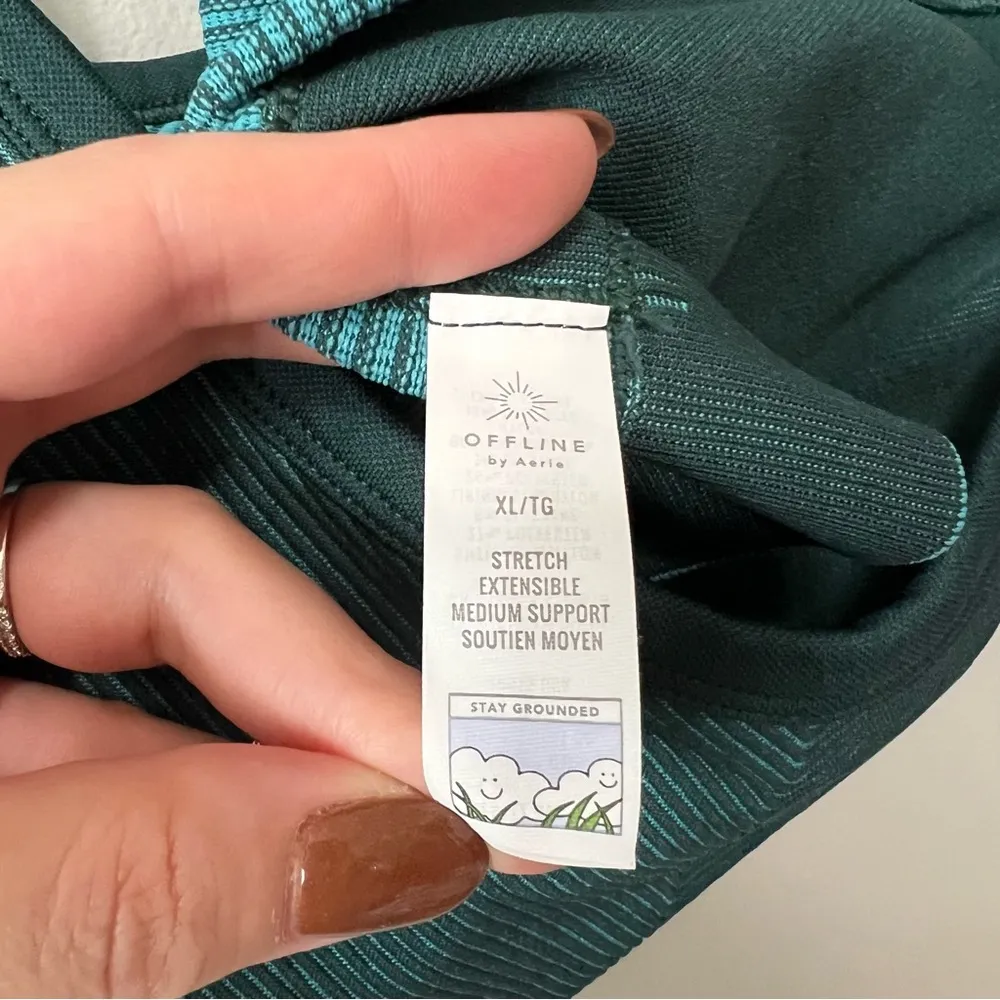 OFFLINE
by Aerie
XL/TG
STRETCH
EXTENSIBLE
MEDIUM SUPPORT
SOUTIEN MOYEN
STAY GROUNDED